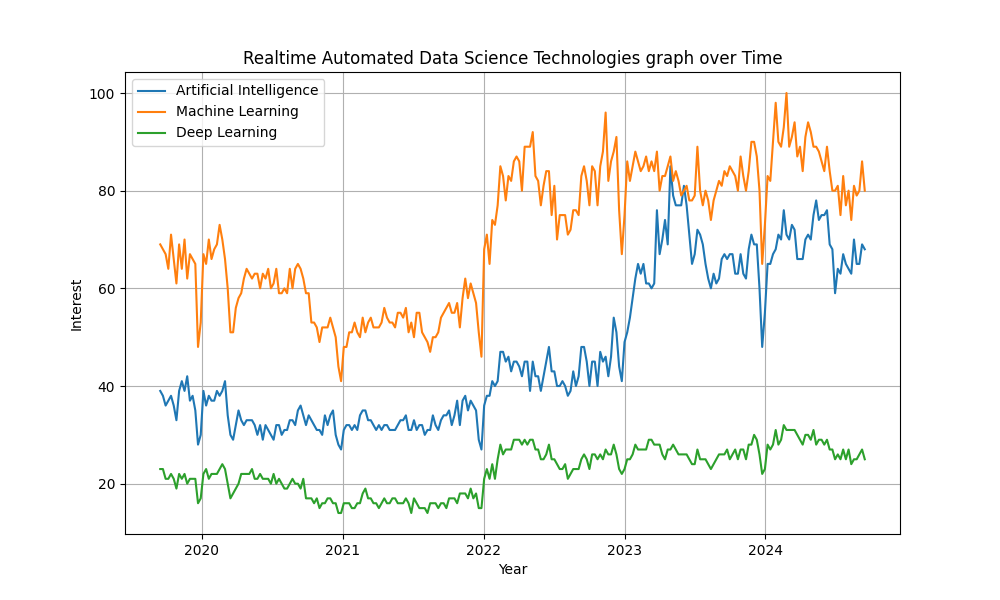 Realtime Automated Data Science Technologies graph over Time
Artificial Intelligence
Machine Learning
Deep Learning
100
80
60
40
20
Interest
2020 2021 2022 2023 2024
Year